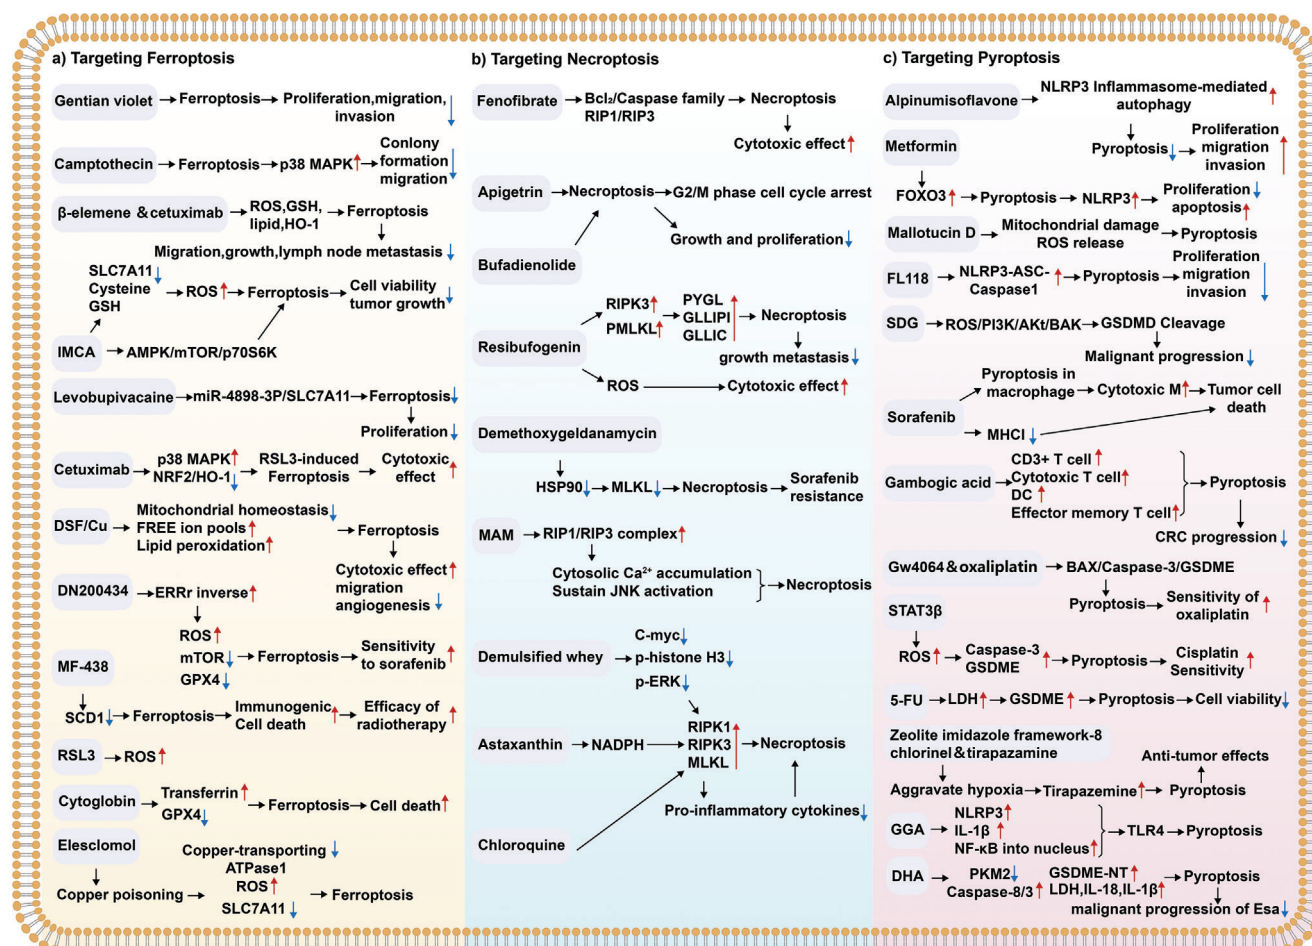 a) Targeting Ferroptosis
Gentian violet
Ferroptosis
Proliferation,migration,
invasion
Camptothecin
Ferroptosis
p38 MAPK
Conlony
formation
migration
β-elemene & cetuximab
ROS,GSH,
lipid,HO-1
Ferroptosis
Migration,growth,lymph node metastasis
SLC7A11
Cysteine
GSH
ROS
Ferroptosis
Cell viability
tumor growth
IMCA
AMPK/mTOR/p70S6K
Levobupivacaine
miR-4898-3P/SLC7A11
Ferroptosis
Proliferation
Cetuximab
p38 MAPK
NRF2/HO-1
RSL3-induced
Ferroptosis
Cytotoxic
effect
DSF/Cu
Mitochondrial homeostasis
FREE ion pools
Lipid peroxidation
Ferroptosis
Cytotoxic effect
migration
angiogenesis
DN200434
ERRr inverse
ROS
mTOR
GPX4
Ferroptosis
Sensitivity
to sorafenib
MF-438
SCD1
Ferroptosis
Immunogenic
Cell death
Efficacy of
radiotherapy
RSL3
ROS
Cytoglobin
Transferrin
GPX4
Ferroptosis
Cell death
Elesclomol
Copper poisoning
Copper-transporting
ATPase1
ROS
SLC7A11
Ferroptosis
b) Targeting Necroptosis
Fenofibrate
Bcl₂/Caspase family
RIP1/RIP3
Necroptosis
Cytotoxic effect
Apigetrin
Necroptosis
G2/M phase cell cycle arrest
Growth and proliferation
Bufadienolide
Resibufogenin
RIPK3
PMLKL
PYGL
GLLIPI
GLLIC
Necroptosis
growth metastasis
ROS
Cytotoxic effect
Demethoxygeldanamycin
HSP90
MLKL
Necroptosis
Sorafenib
resistance
MAM
RIP1/RIP3 complex
Cytosolic Ca²⁺ accumulation
Sustain JNK activation
Necroptosis
Demulsified whey
C-myc
p-histone H3
p-ERK
Astaxanthin
NADPH
RIPK1
RIPK3
MLKL
Necroptosis
Pro-inflammatory cytokines
Chloroquine
c) Targeting Pyroptosis
Alpinumisoflavone
NLRP3 Inflammasome-mediated
autophagy
Pyroptosis
Proliferation
migration
invasion
Metformin
FOXO3
Pyroptosis
NLRP3
Proliferation
apoptosis
Mallotucin D
Mitochondrial damage
ROS release
Pyroptosis
FL118
NLRP3-ASC-
Caspase1
Pyroptosis
Proliferation
migration
invasion
SDG
ROS/PI3K/AKt/BAK
GSDMD Cleavage
Malignant progression
Sorafenib
Pyroptosis in
macrophage
Cytotoxic M
Tumor cell
death
MHCI
Gambogic acid
CD3+ T cell
Cytotoxic T cell
DC
Effector memory T cell
Pyroptosis
CRC progression
Gw4064 & oxaliplatin
BAX/Caspase-3/GSDME
Pyroptosis
Sensitivity of
oxaliplatin
STAT3β
ROS
Caspase-3
GSDME
Pyroptosis
Cisplatin
Sensitivity
5-FU
LDH
GSDME
Pyroptosis
Cell viability
Zeolite imidazole framework-8
chlorinel & tirapazamine
Aggravate hypoxia
Tirapazemine
Pyroptosis
Anti-tumor effects
GGA
NLRP3
IL-1β
NF-κB into nucleus
TLR4
Pyroptosis
DHA
PKM2
Caspase-8/3
GSDME-NT
LDH,IL-18,IL-1β
Pyroptosis
malignant progression of Esa